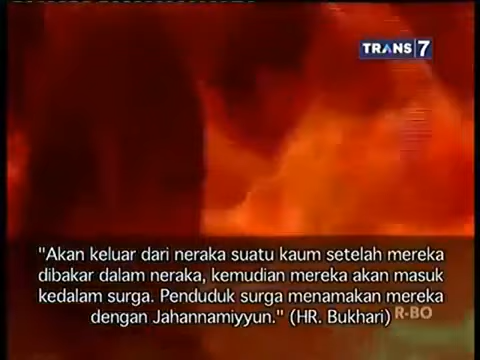 TRANS 7
"Akan keluar dari neraka suatu kaum setelah mereka
dibakar dalam neraka, kemudian mereka akan masuk
kedalam surga. Penduduk surga menamakan mereka
dengan Jahannamiyyun." (HR. Bukhari)
R-BO